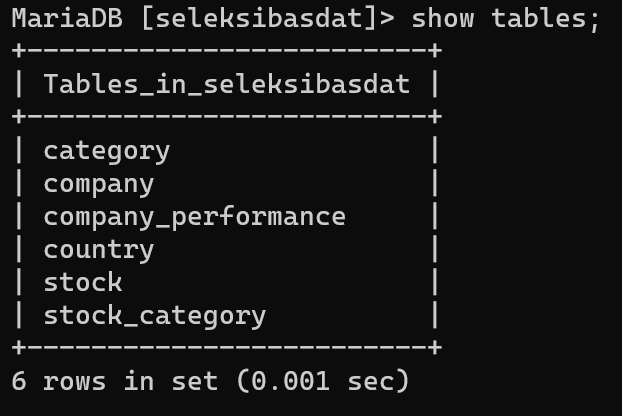 MariaDB [seleksibasdat]> show tables;
+-------------------------+
| Tables_in_seleksibasdat |
+-------------------------+
| category                |
| company                 |
| company_performance     |
| country                 |
| stock                   |
| stock_category          |
+-------------------------+
6 rows in set (0.001 sec)